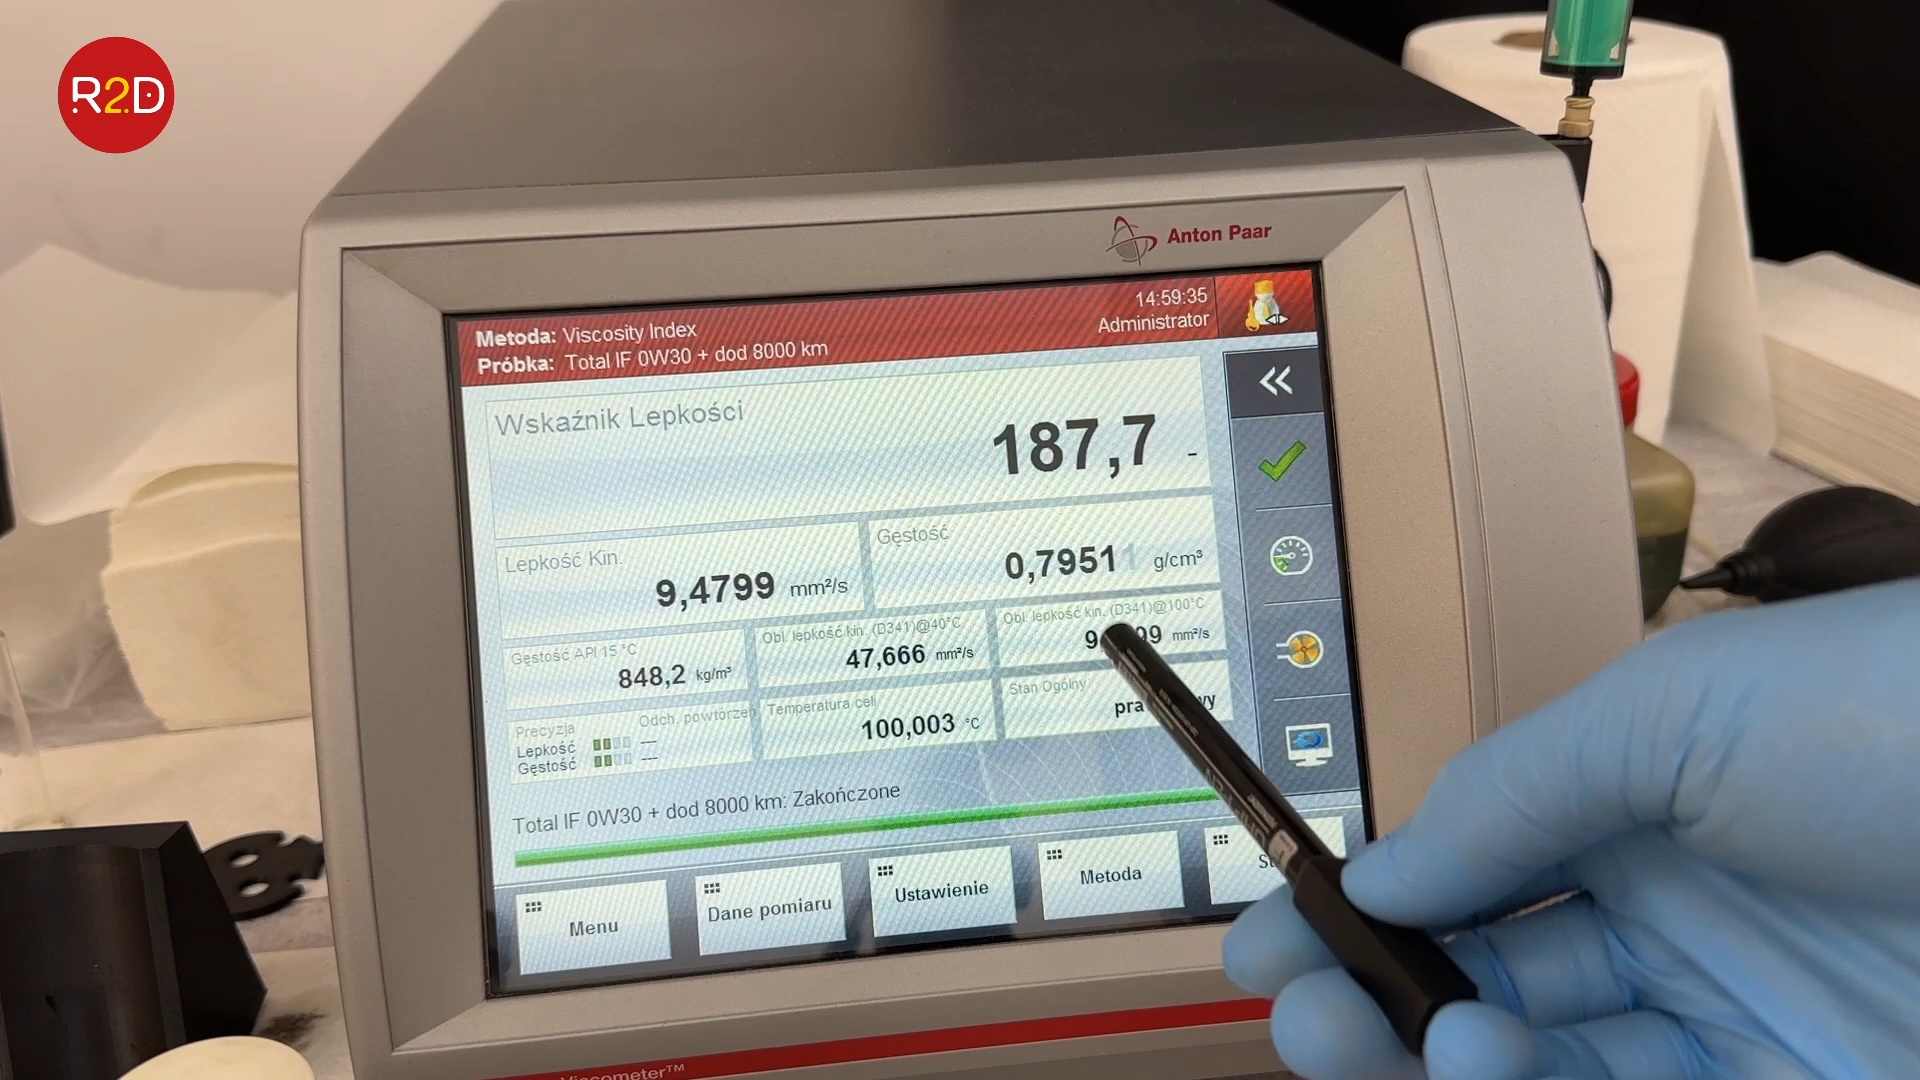 R2D
Anton Paar
14:59:35
Administrator
Metoda: Viscosity Index
Próbka: Total IF 0W30 + dod 8000 km
Wskaźnik Lepkości
187,7 -
Lepkość Kin.
9,4799 mm²/s
Gęstość
0,79511 g/cm³
Gęstość API 15 °C
848,2 kg/m³
Obl. lepkość kin. (D341)@40°C
47,666 mm²/s
Obl. lepkość kin. (D341)@100°C
mm²/s
Precyzja
Odch. powtórzeń
Lepkość ---
Gęstość ---
Temperatura celi
100,003 °C
Stan Ogólny
Total IF 0W30 + dod 8000 km: Zakończone
Menu
Dane pomiaru
Ustawienie
Metoda